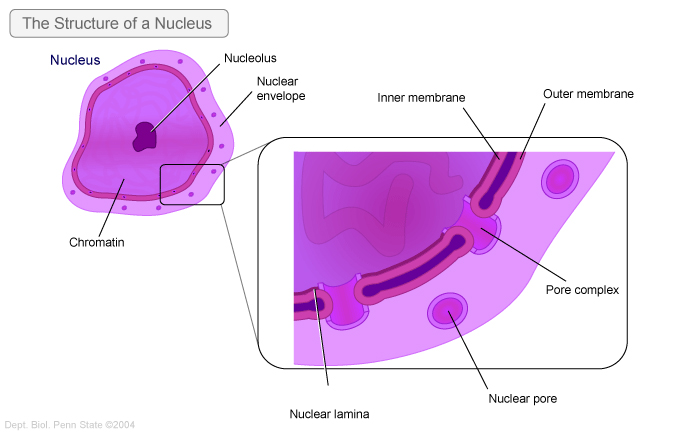 The Structure of a Nucleus
Nucleus
Nucleolus
Nuclear
envelope
Chromatin
Inner membrane
Outer membrane
Pore complex
Nuclear pore
Nuclear lamina
Dept. Biol. Penn State ©2004